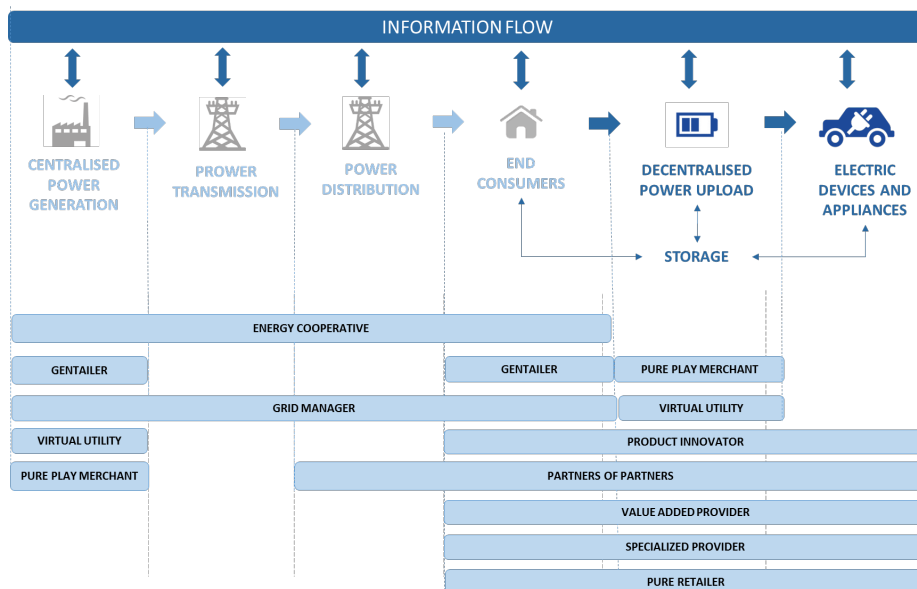 INFORMATION FLOW
CENTRALISED
POWER
GENERATION
PROWER
TRANSMISSION
POWER
DISTRIBUTION
END
CONSUMERS
DECENTRALISED
POWER UPLOAD
ELECTRIC
DEVICES AND
APPLIANCES
STORAGE
ENERGY COOPERATIVE
GENTAILER
GENTAILER
PURE PLAY MERCHANT
GRID MANAGER
VIRTUAL UTILITY
VIRTUAL UTILITY
PRODUCT INNOVATOR
PURE PLAY MERCHANT
PARTNERS OF PARTNERS
VALUE ADDED PROVIDER
SPECIALIZED PROVIDER
PURE RETAILER